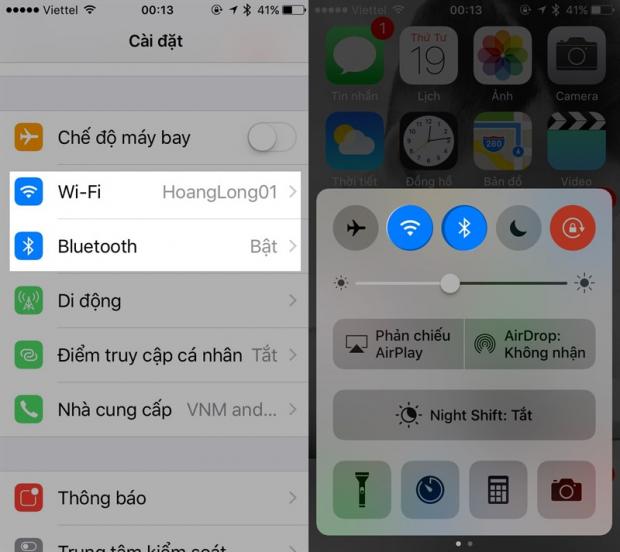 Viettel 00:13 41%
Cài đặt
Chế độ máy bay
Wi-Fi HoangLong01
Bluetooth Bật
Di động
Điểm truy cập cá nhân Tắt
Nhà cung cấp VNM and...
Thông báo
Trung tâm kiểm soát
Viettel 00:13 41%
1
Thứ Tư
19
Tin nhắn Lịch Ảnh Camera
280
Thời tiết Đồng hồ Bản đồ Video
Phản chiếu
AirPlay
AirDrop:
Không nhận
Night Shift: Tắt